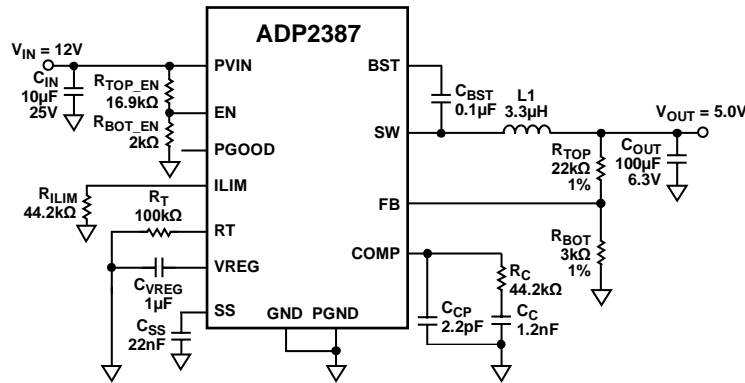 ADP2387
V_IN = 12V
C_IN
10µF
25V
R_TOP_EN
16.9kΩ
R_BOT_EN
2kΩ
PVIN
EN
PGOOD
ILIM
R_ILIM
44.2kΩ
R_T
100kΩ
RT
VREG
C_VREG
1µF
SS
C_SS
22nF
GND PGND
BST
C_BST
0.1µF
SW
L1
3.3µH
V_OUT = 5.0V
R_TOP
22kΩ
1%
C_OUT
100µF
6.3V
FB
R_BOT
3kΩ
1%
COMP
R_C
44.2kΩ
C_CP
2.2pF
C_C
1.2nF